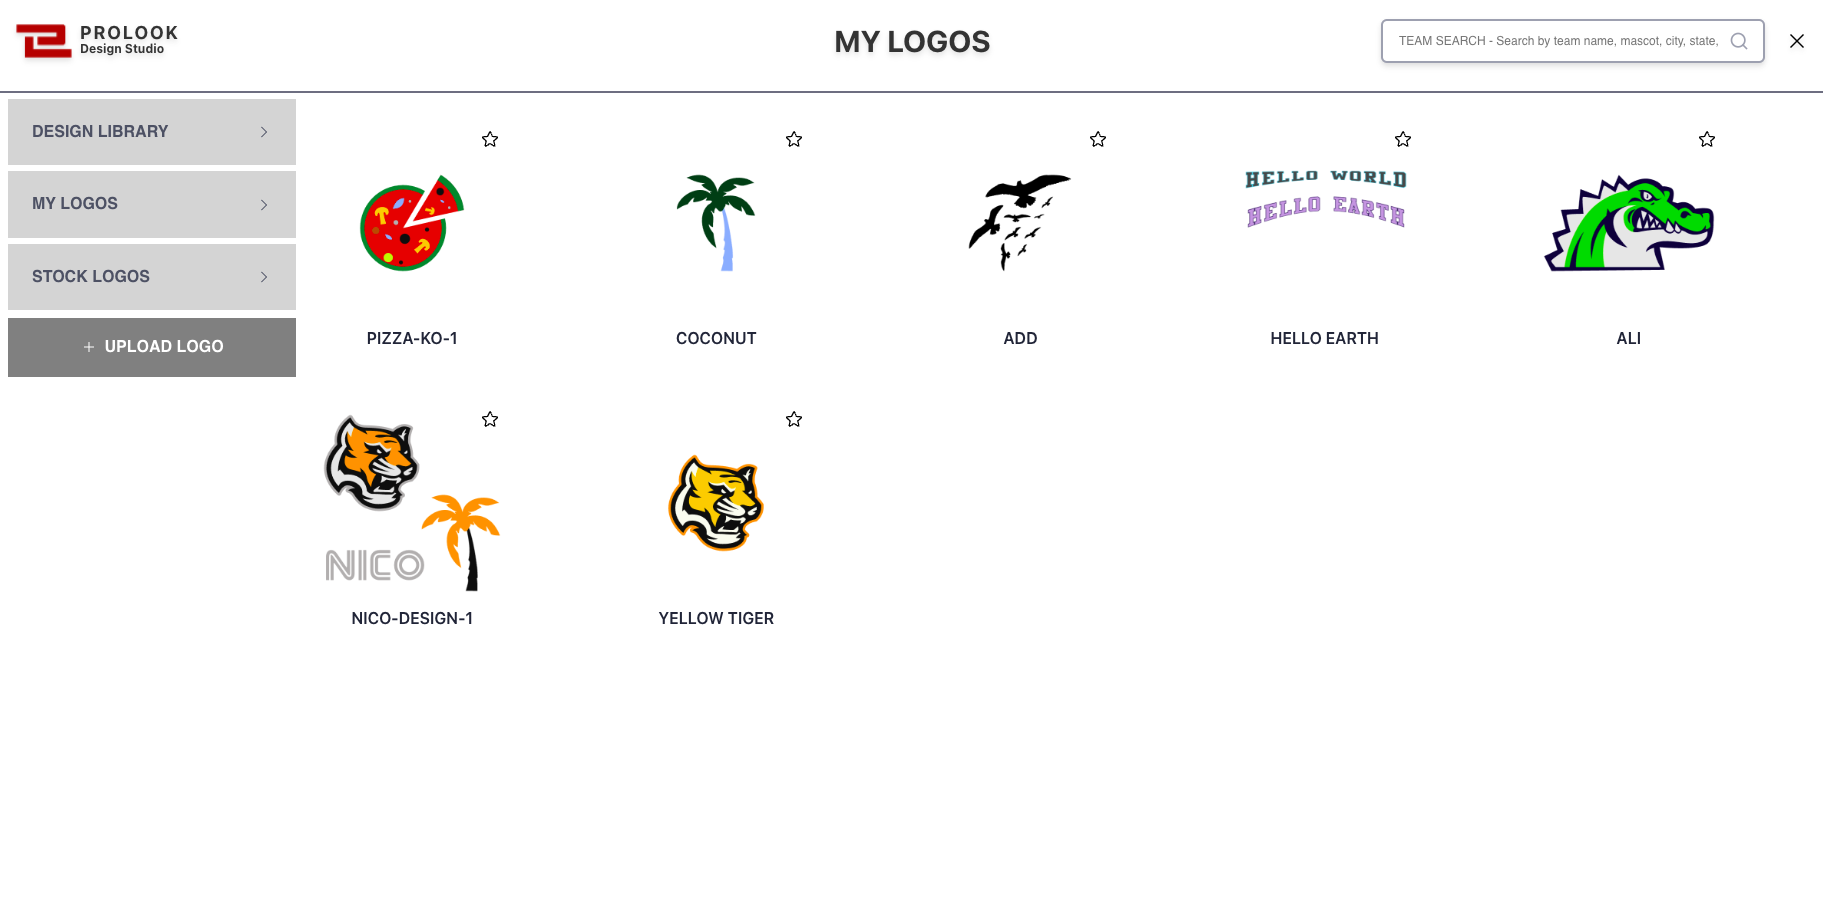 PROLOOK
Design Studio
MY LOGOS
TEAM SEARCH - Search by team name, mascot, city, state,
DESIGN LIBRARY
MY LOGOS
STOCK LOGOS
+ UPLOAD LOGO
HELLO WORLD
HELLO EARTH
PIZZA-KO-1
COCONUT
ADD
HELLO EARTH
ALI
NICO
NICO-DESIGN-1
YELLOW TIGER